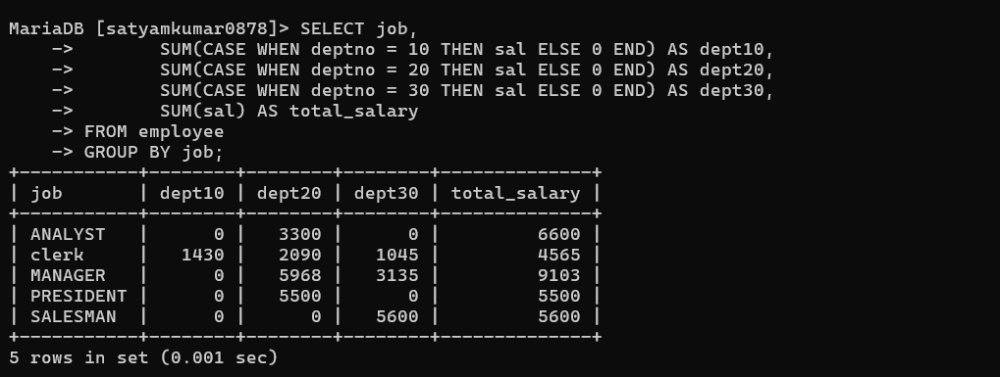 MariaDB [satyamkumar0878]> SELECT job,
    ->        SUM(CASE WHEN deptno = 10 THEN sal ELSE 0 END) AS dept10,
    ->        SUM(CASE WHEN deptno = 20 THEN sal ELSE 0 END) AS dept20,
    ->        SUM(CASE WHEN deptno = 30 THEN sal ELSE 0 END) AS dept30,
    ->        SUM(sal) AS total_salary
    -> FROM employee
    -> GROUP BY job;
+-----------+--------+--------+--------+--------------+
| job       | dept10 | dept20 | dept30 | total_salary |
+-----------+--------+--------+--------+--------------+
| ANALYST   |      0 |   3300 |      0 |         6600 |
| clerk     |   1430 |   2090 |   1045 |         4565 |
| MANAGER   |      0 |   5968 |   3135 |         9103 |
| PRESIDENT |      0 |   5500 |      0 |         5500 |
| SALESMAN  |      0 |      0 |   5600 |         5600 |
+-----------+--------+--------+--------+--------------+
5 rows in set (0.001 sec)